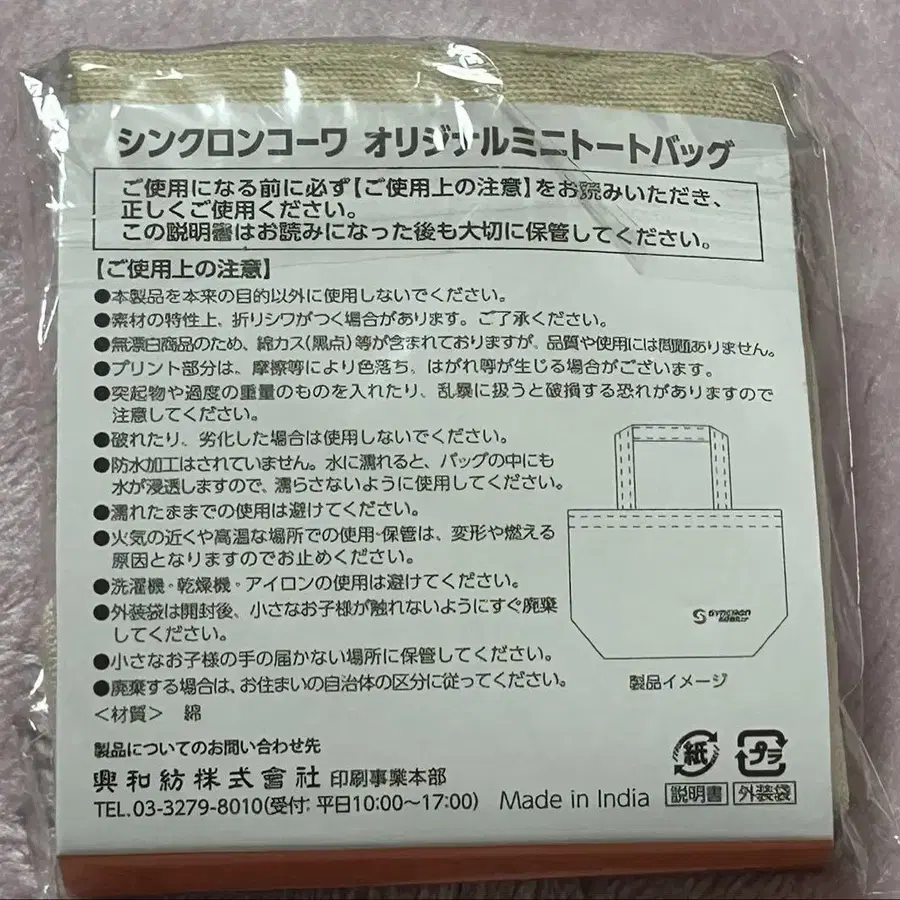 シンクロンコーワ オリジナルミニトートバッグ
ご使用になる前に必ず【ご使用上の注意】をお読みいただき、
正しくご使用ください。
この説明書はお読みになった後も大切に保管してください。
【ご使用上の注意】
●本製品を本来の目的以外に使用しないでください。
●素材の特性上、折りシワがつく場合があります。ご了承ください。
●無漂白商品のため、綿カス(黒点)等が含まれておりますが、品質や使用には問題ありません。
●プリント部分は、摩擦等により色落ち、はがれ等が生じる場合がございます。
●突起物や過度の重量のものを入れたり、乱暴に扱うと破損する恐れがありますので
注意してください。
●破れたり、劣化した場合は使用しないでください。
●防水加工はされていません。水に濡れると、バッグの中にも
水が浸透しますので、濡らさないように使用してください。
●濡れたままでの使用は避けてください。
●火気の近くや高温な場所での使用・保管は、変形や燃える
原因となりますのでお止めください。
●洗濯機・乾燥機・アイロンの使用は避けてください。
●外装袋は開封後、小さなお子様が触れないようにすぐ廃棄
してください。
●小さなお子様の手の届かない場所に保管してください。
●廃棄する場合は、お住まいの自治体の区分に従ってください。
<材質> 綿
製品イメージ
製品についてのお問い合わせ先
興和紡株式會社 印刷事業本部
TEL.03-3279-8010(受付:平日10:00~17:00) Made in India
紙 プラ
説明書 外装袋